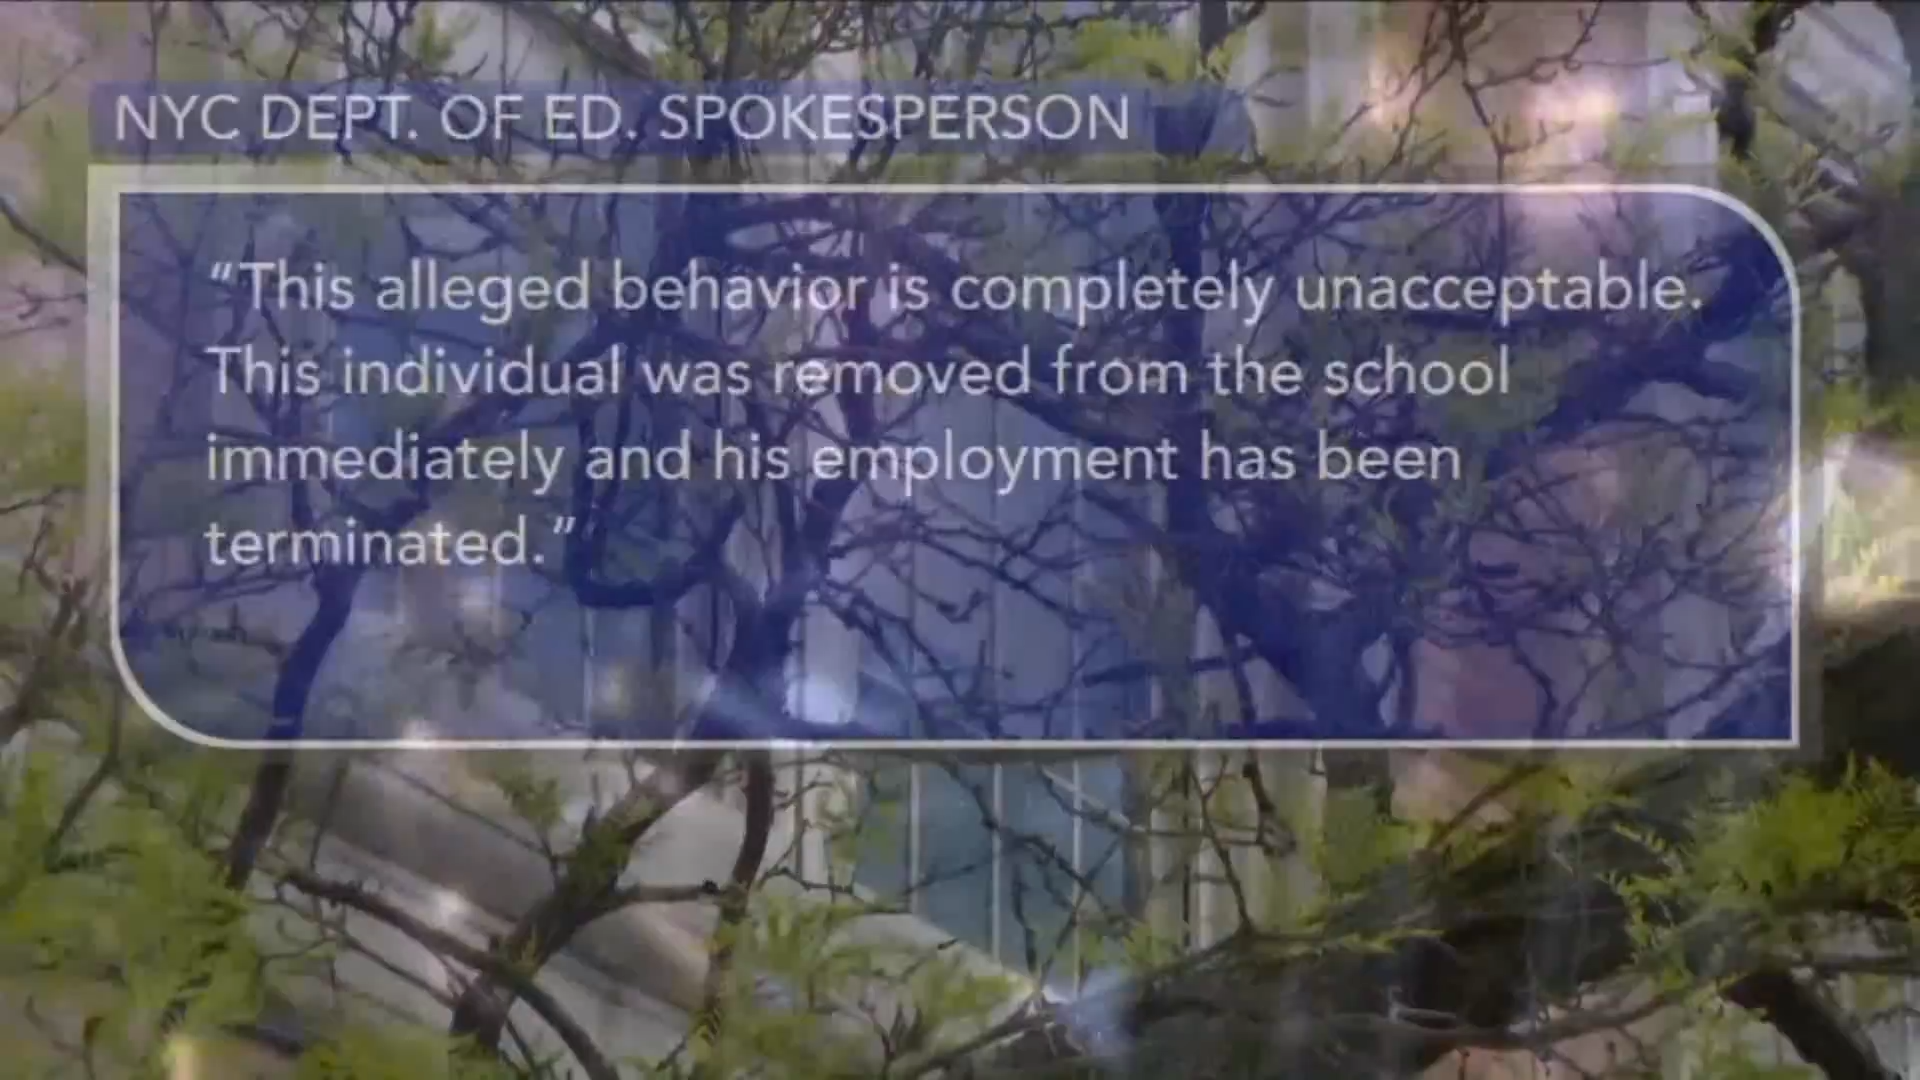 NYC DEPT. OF ED. SPOKESPERSON
“This alleged behavior is completely unacceptable.
This individual was removed from the school
immediately and his employment has been
terminated.”